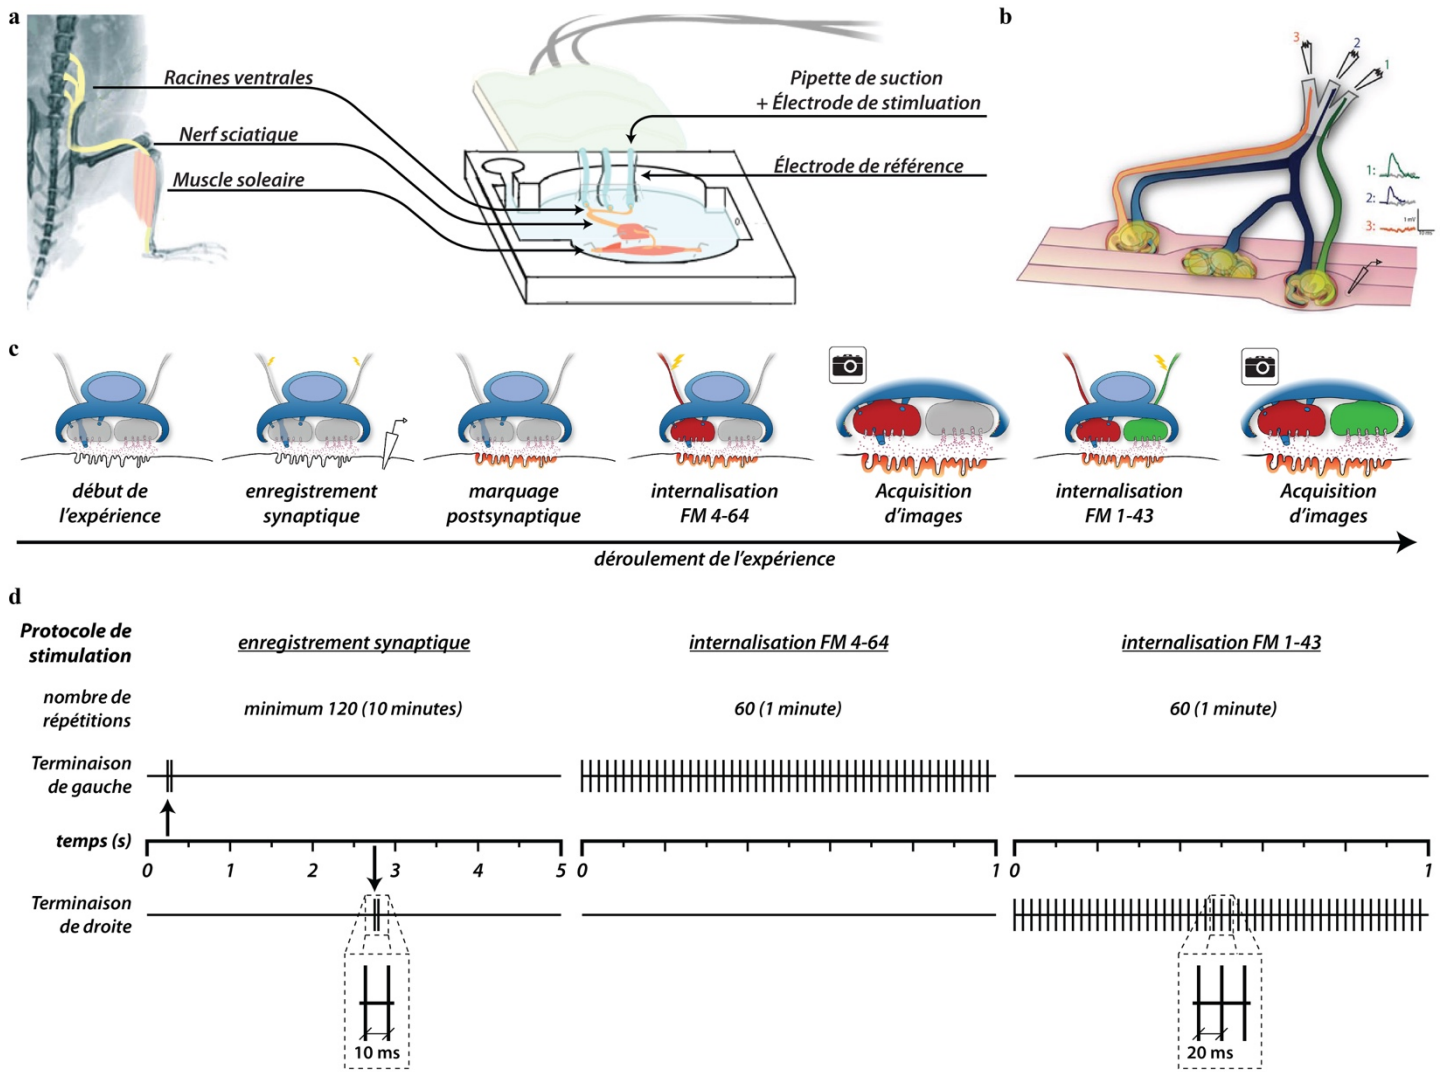 a
Racines ventrales
Nerf sciatique
Muscle soleaire
Pipette de suction
+ Électrode de stimluation
Électrode de référence
b
3
2
1
1:
2:
3:
1 mV
10 ms
c
début de
l'expérience
enregistrement
synaptique
marquage
postsynaptique
internalisation
FM 4-64
Acquisition
d'images
internalisation
FM 1-43
Acquisition
d'images
déroulement de l'expérience
d
Protocole de
stimulation
enregistrement synaptique
internalisation FM 4-64
internalisation FM 1-43
nombre de
répétitions
minimum 120 (10 minutes)
60 (1 minute)
60 (1 minute)
Terminaison
de gauche
temps (s)
0 1 2 3 4 5
0 1
0 1
Terminaison
de droite
10 ms
20 ms